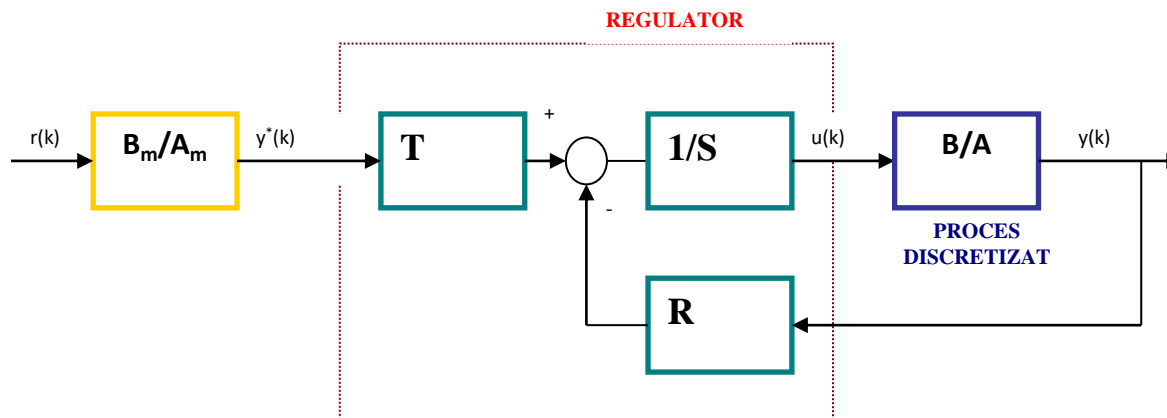 REGULATOR
r(k)
Bm/Am
y*(k)
T
+
-
1/S
u(k)
B/A
y(k)
PROCES
DISCRETIZAT
R